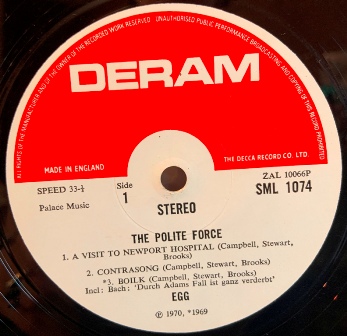 ALL RIGHTS OF THE MANUFACTURER AND OF THE OWNER OF THE RECORDED WORK RESERVED UNAUTHORISED PUBLIC PERFORMANCE BROADCASTING AND COPYING OF THIS RECORD PROHIBITED
DERAM
MADE IN ENGLAND
THE DECCA RECORD CO. LTD.
SPEED 33⅓
Side
1
STEREO
ZAL 10066P
SML 1074
Palace Music
THE POLITE FORCE
1. A VISIT TO NEWPORT HOSPITAL (Campbell, Stewart,
Brooks)
2. CONTRASONG (Campbell, Stewart, Brooks)
*3. BOILK (Campbell, Stewart, Brooks)
Incl: Bach: 'Durch Adams Fall ist ganz verderbt'
EGG
℗ 1970, *1969